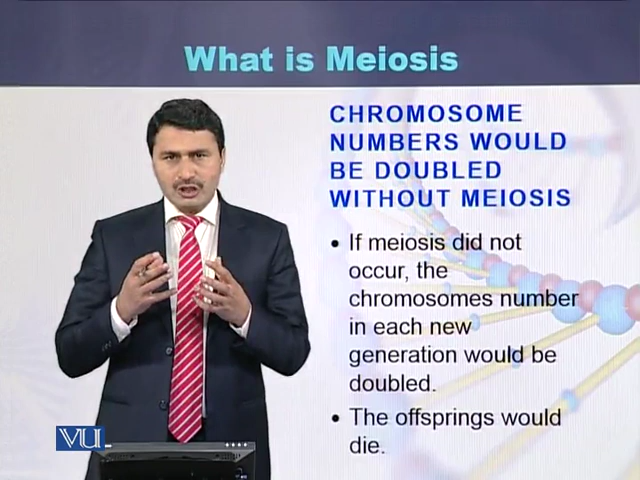 What is Meiosis
CHROMOSOME
NUMBERS WOULD
BE DOUBLED
WITHOUT MEIOSIS
• If meiosis did not
occur, the
chromosomes number
in each new
generation would be
doubled.
• The offsprings would
die.
VU